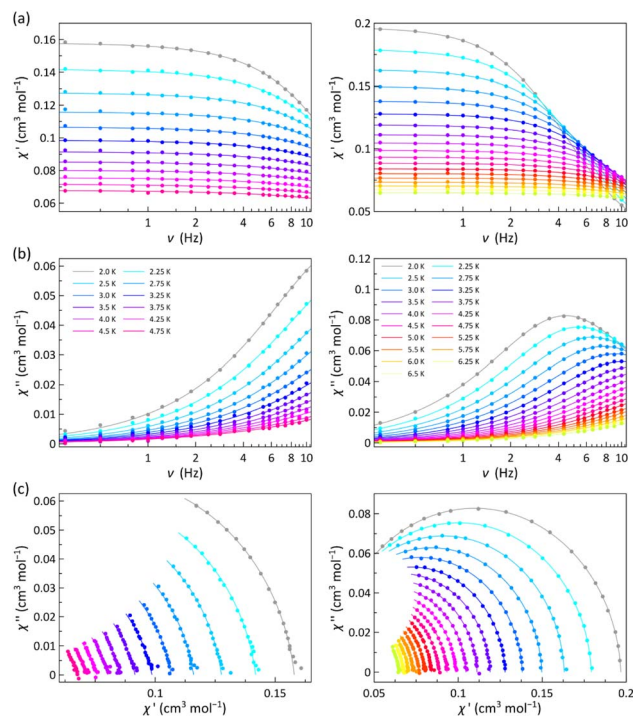 (a)
0.16
0.14
0.12
0.1
0.08
0.06
χ' (cm³ mol⁻¹)
1
2
4
6
8
10
ν (Hz)
0.2
0.15
0.1
0.05
χ' (cm³ mol⁻¹)
1
2
4
6
8
10
ν (Hz)
(b)
0.06
0.05
0.04
0.03
0.02
0.01
0
χ'' (cm³ mol⁻¹)
2.0 K 2.25 K
2.5 K 2.75 K
3.0 K 3.25 K
3.5 K 3.75 K
4.0 K 4.25 K
4.5 K 4.75 K
1
2
4
6
8
10
ν (Hz)
0.12
0.1
0.08
0.06
0.04
0.02
0
χ'' (cm³ mol⁻¹)
2.0 K 2.25 K
2.5 K 2.75 K
3.0 K 3.25 K
3.5 K 3.75 K
4.0 K 4.25 K
4.5 K 4.75 K
5.0 K 5.25 K
5.5 K 5.75 K
6.0 K 6.25 K
6.5 K
1
2
4
6
8
10
ν (Hz)
(c)
0.06
0.05
0.04
0.03
0.02
0.01
0
χ'' (cm³ mol⁻¹)
0.1
0.15
χ' (cm³ mol⁻¹)
0.08
0.06
0.04
0.02
0
χ'' (cm³ mol⁻¹)
0.05
0.1
0.15
0.2
χ' (cm³ mol⁻¹)